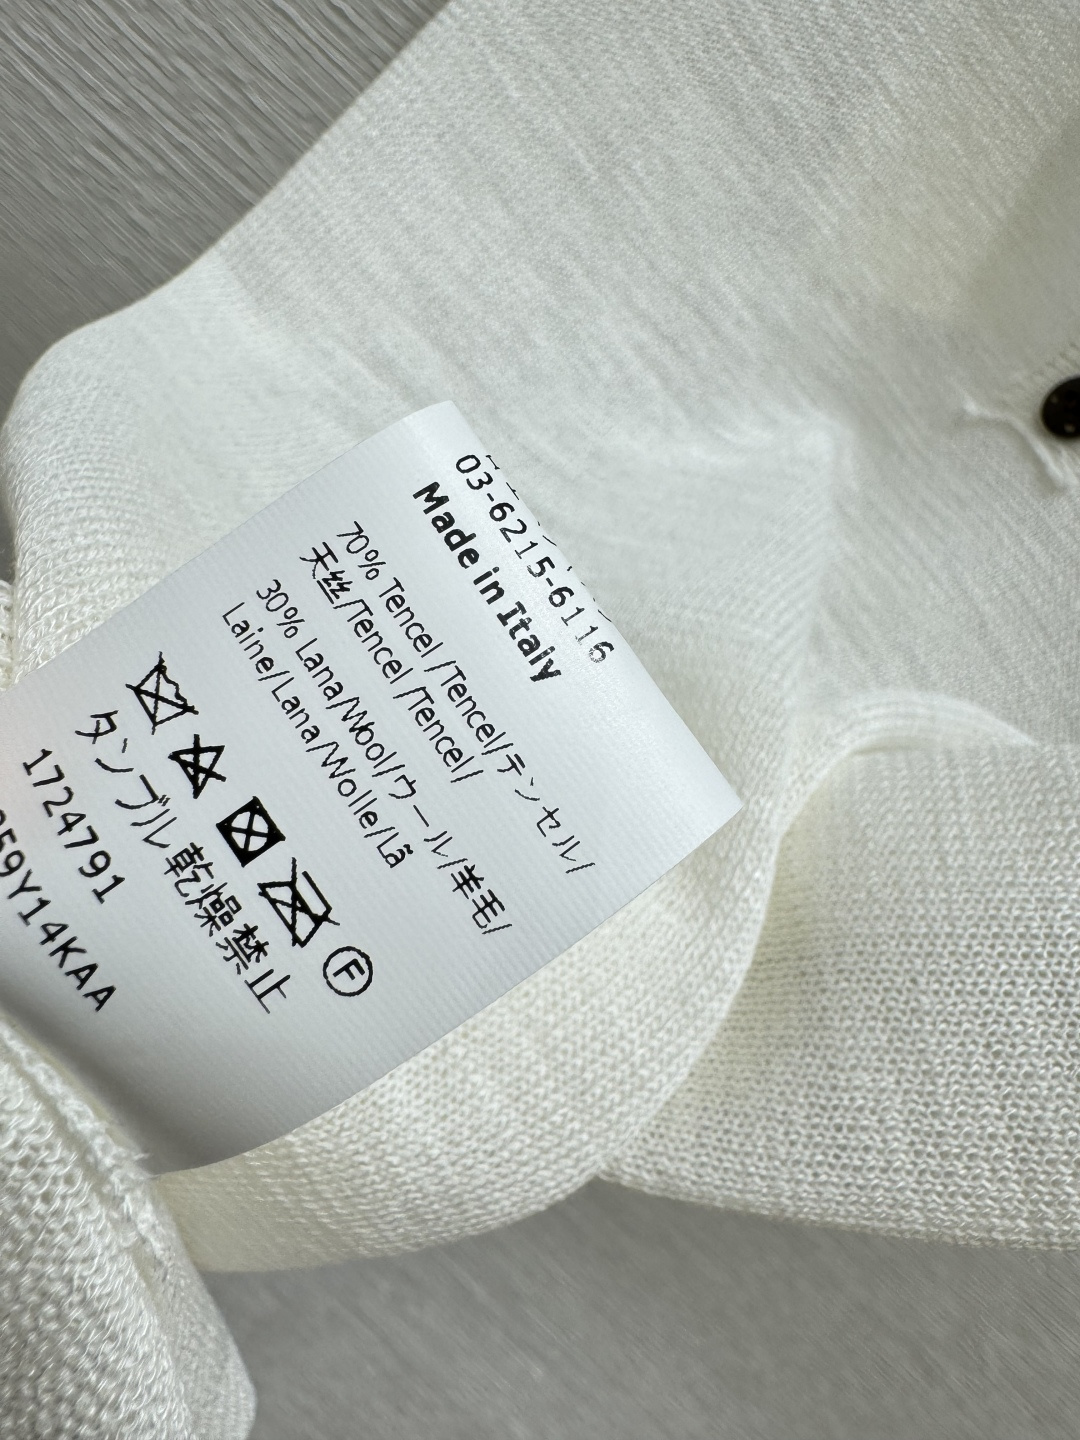 03-6215-6116
Made in Italy
70% Tencel /Tencel/テンセル/
天丝/Tencel /Tencel/
30% Lana/Wool/ウール/羊毛/
Laine/Lana/Wolle/Lã
F
タンブル乾燥禁止
1724791
59Y14KAA